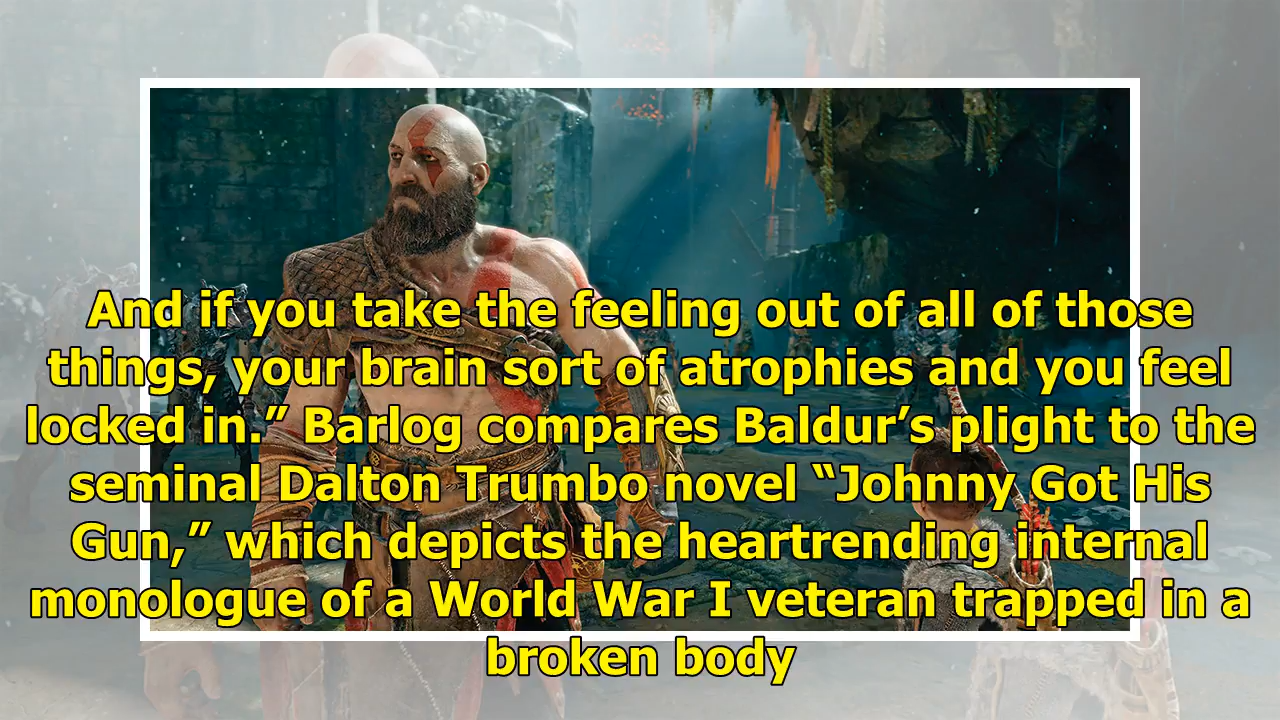 And if you take the feeling out of all of those
things, your brain sort of atrophies and you feel
locked in.” Barlog compares Baldur’s plight to the
seminal Dalton Trumbo novel “Johnny Got His
Gun,” which depicts the heartrending internal
monologue of a World War I veteran trapped in a
broken body